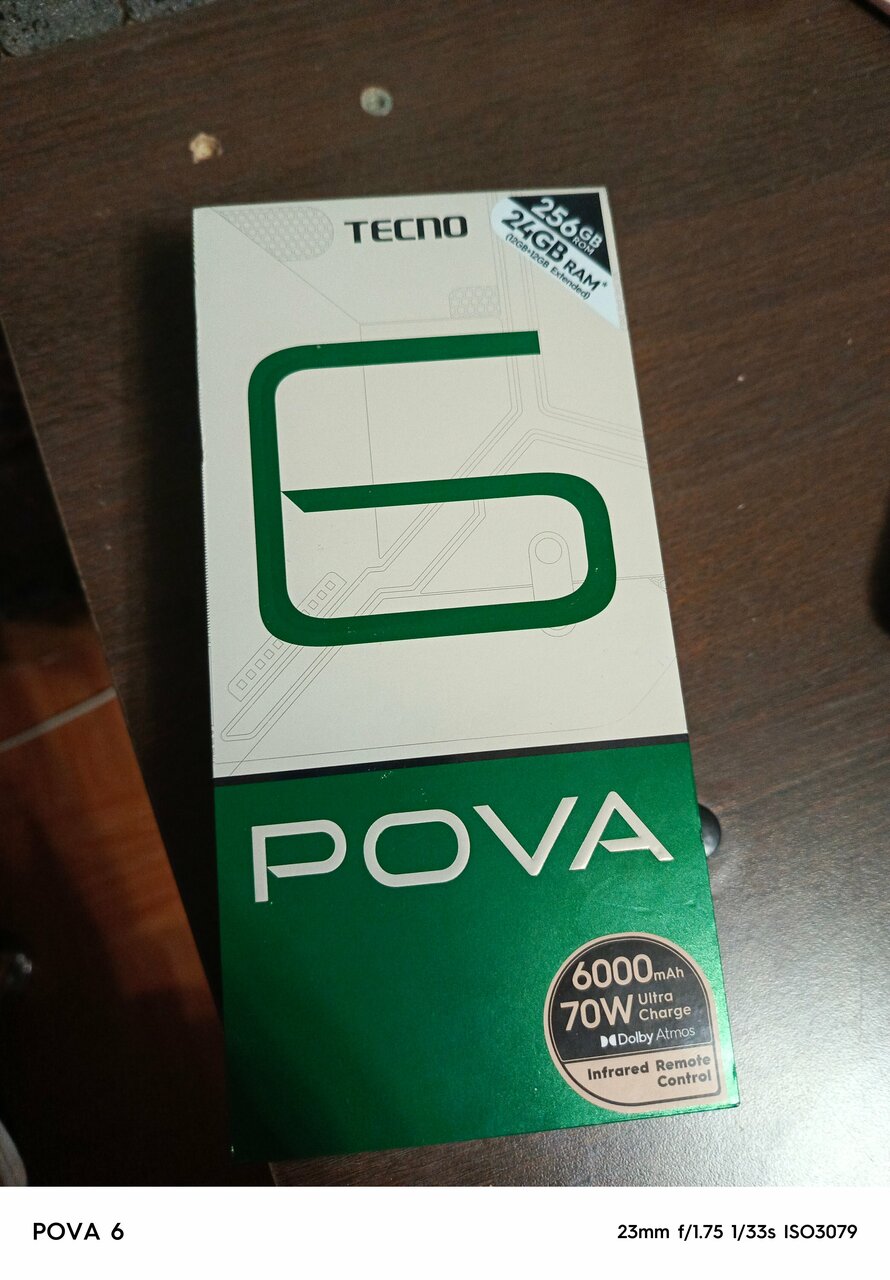 TECNO
256GB
ROM
24GB RAM*
(12GB+12GB Extended)
6
POVA
6000mAh
70W Ultra
Charge
Dolby Atmos
Infrared Remote
Control
POVA 6
23mm f/1.75 1/33s ISO3079